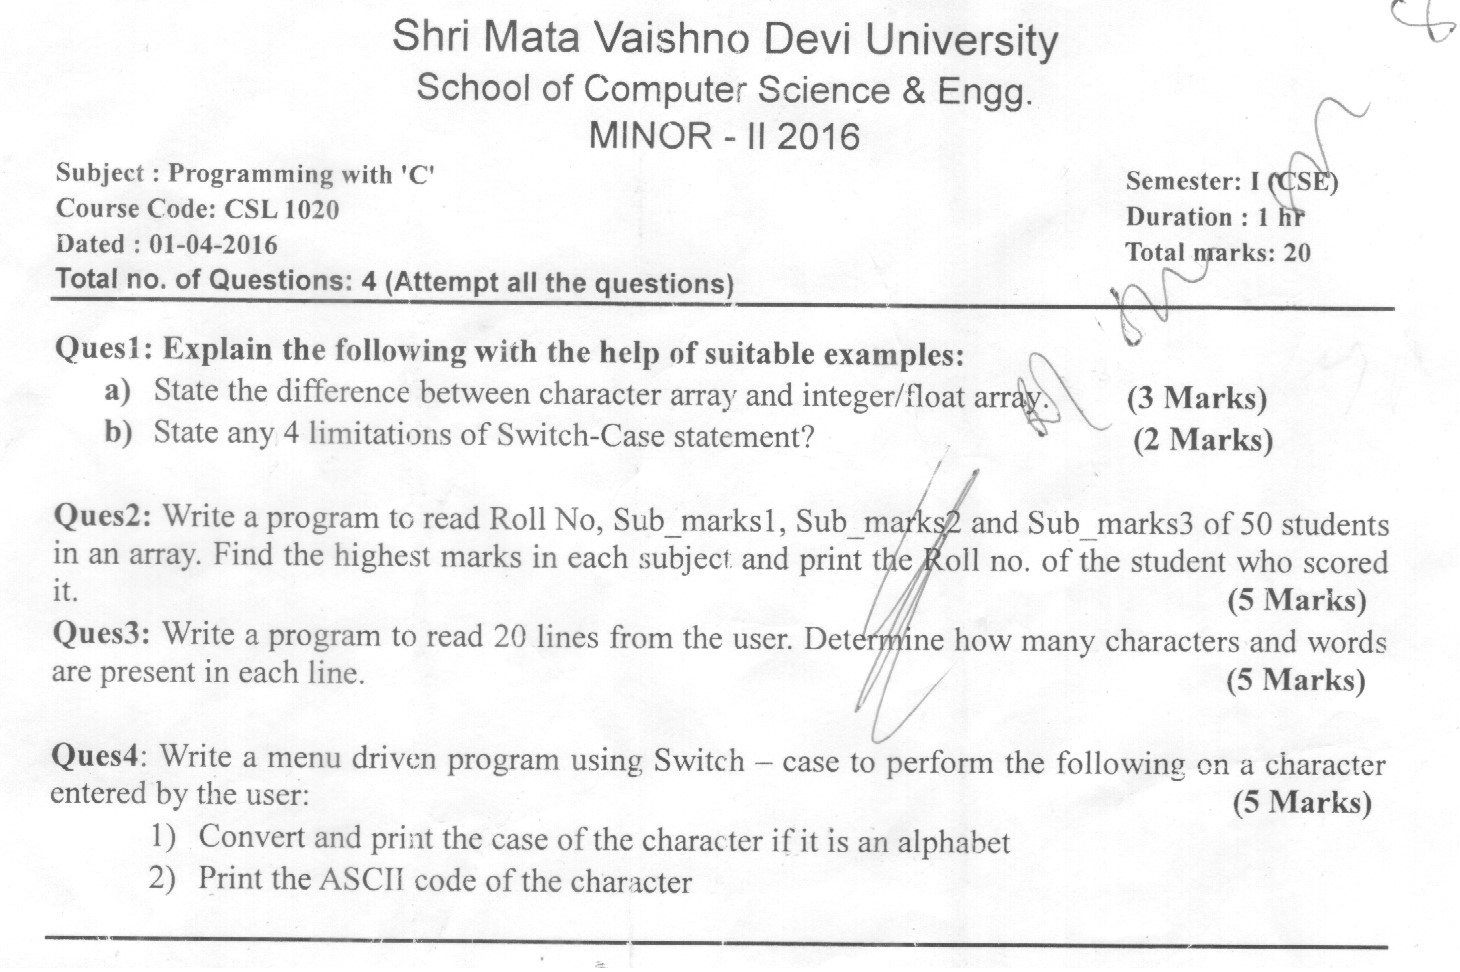 Shri Mata Vaishno Devi University
School of Computer Science & Engg.
MINOR - II 2016
Subject : Programming with 'C'
Course Code: CSL 1020
Dated : 01-04-2016
Total no. of Questions: 4 (Attempt all the questions)
Semester: I (CSE)
Duration : 1 hr
Total marks: 20
Ques1: Explain the following with the help of suitable examples:
a) State the difference between character array and integer/float array. (3 Marks)
b) State any 4 limitations of Switch-Case statement? (2 Marks)
Ques2: Write a program to read Roll No, Sub_marks1, Sub_marks2 and Sub_marks3 of 50 students
in an array. Find the highest marks in each subject and print the Roll no. of the student who scored
it. (5 Marks)
Ques3: Write a program to read 20 lines from the user. Determine how many characters and words
are present in each line. (5 Marks)
Ques4: Write a menu driven program using Switch – case to perform the following on a character
entered by the user: (5 Marks)
1) Convert and print the case of the character if it is an alphabet
2) Print the ASCII code of the character